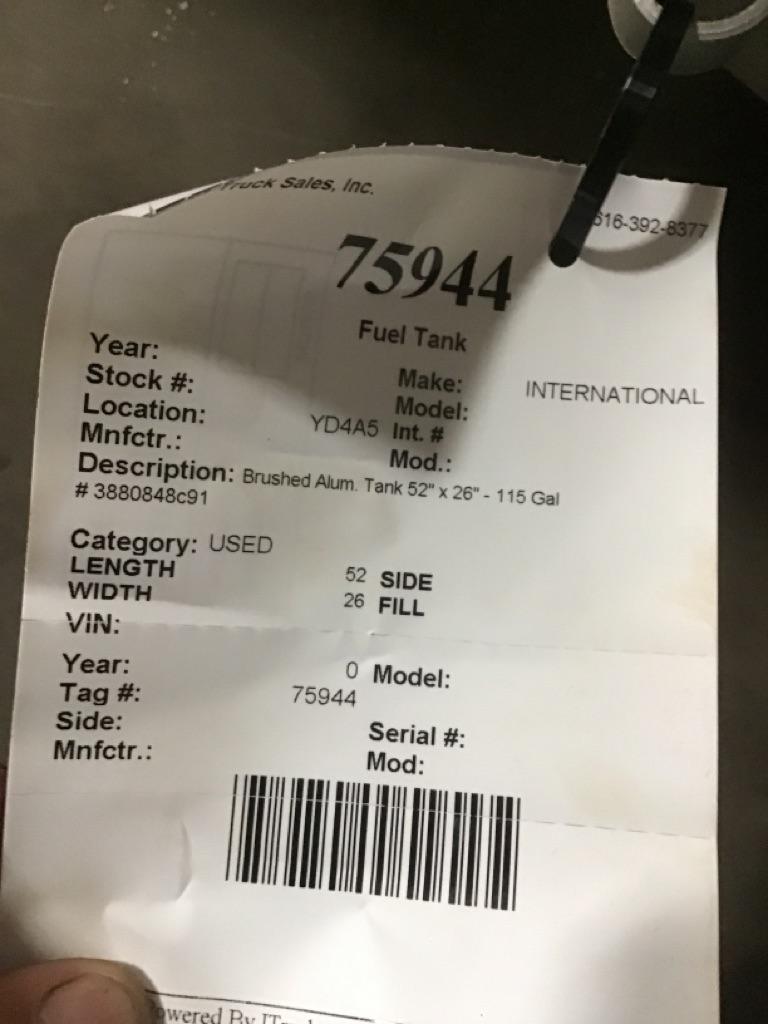 Truck Sales, Inc. 616-392-8377
75944
Fuel Tank
Year: Make: INTERNATIONAL
Stock #: Model:
Location: YD4A5 Int. #
Mnfctr.: Mod.:
Description: Brushed Alum. Tank 52" x 26" - 115 Gal
# 3880848c91
Category: USED
LENGTH 52 SIDE
WIDTH 26 FILL
VIN:
Year: 0 Model:
Tag #: 75944
Side: Serial #:
Mnfctr.: Mod:
Powered By